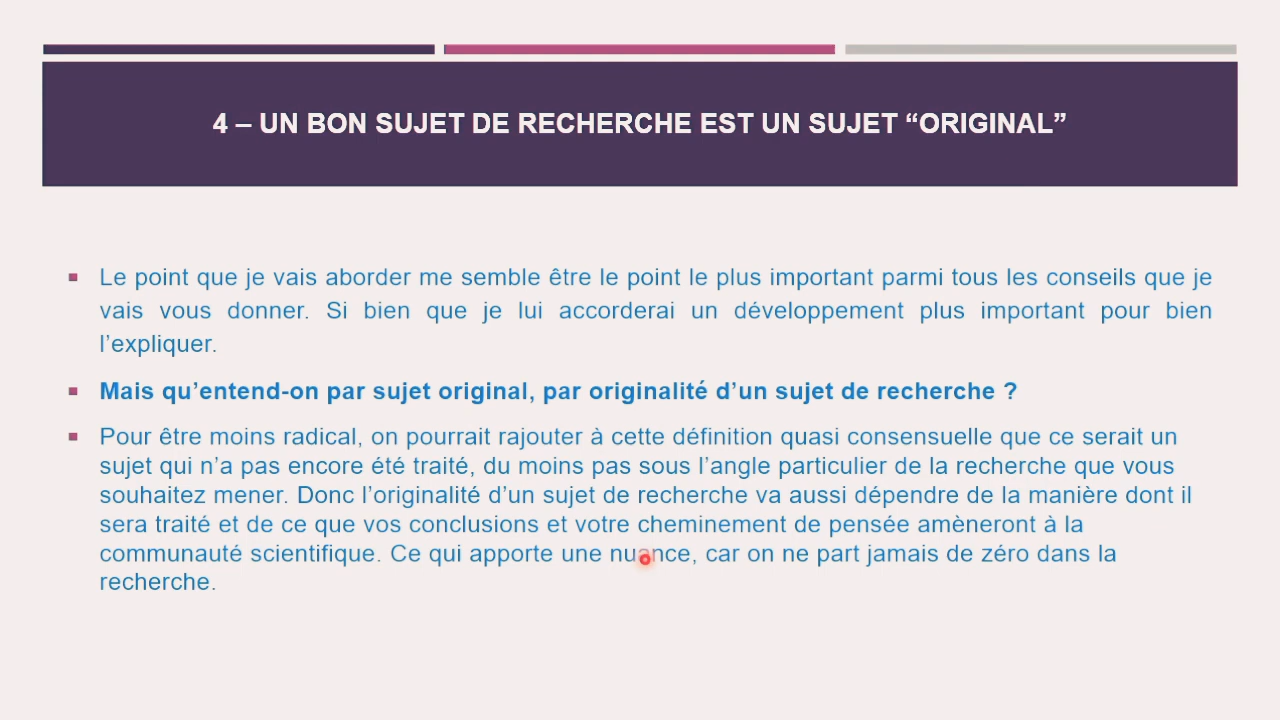 4 – UN BON SUJET DE RECHERCHE EST UN SUJET “ORIGINAL”
Le point que je vais aborder me semble être le point le plus important parmi tous les conseils que je
vais vous donner. Si bien que je lui accorderai un développement plus important pour bien
l’expliquer.
Mais qu’entend-on par sujet original, par originalité d’un sujet de recherche ?
Pour être moins radical, on pourrait rajouter à cette définition quasi consensuelle que ce serait un
sujet qui n’a pas encore été traité, du moins pas sous l’angle particulier de la recherche que vous
souhaitez mener. Donc l’originalité d’un sujet de recherche va aussi dépendre de la manière dont il
sera traité et de ce que vos conclusions et votre cheminement de pensée amèneront à la
communauté scientifique. Ce qui apporte une nuance, car on ne part jamais de zéro dans la
recherche.